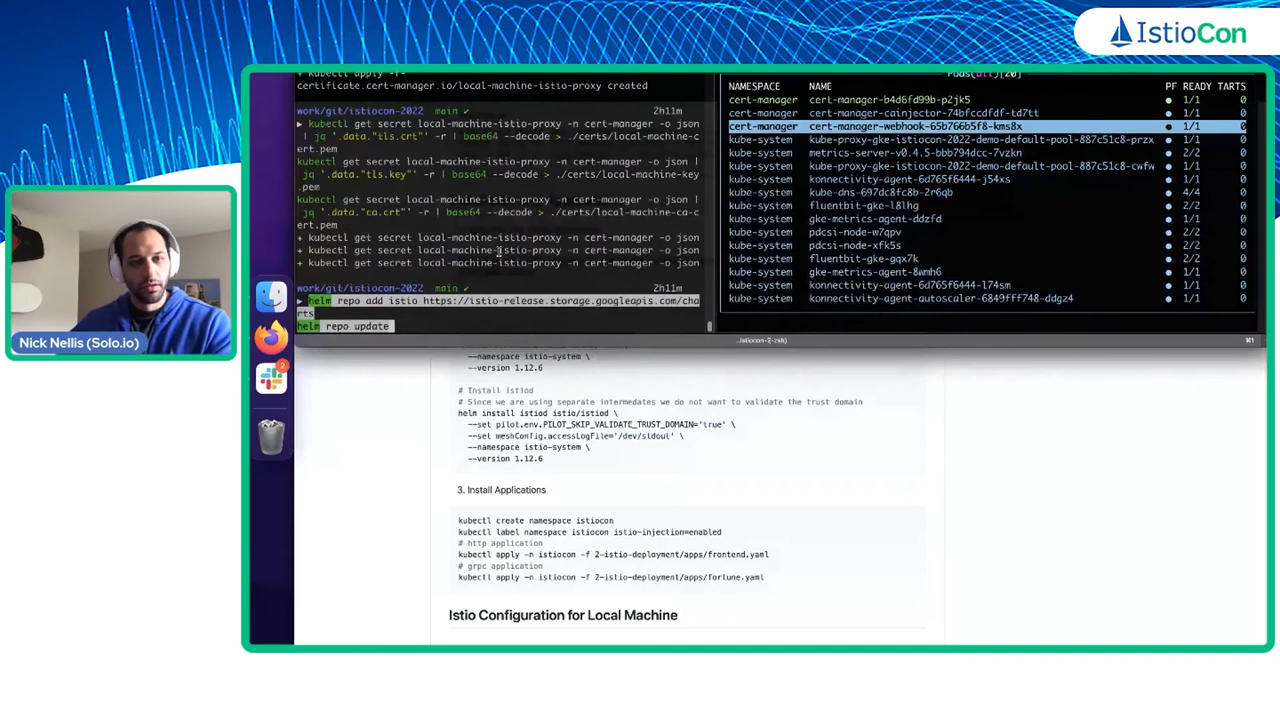 IstioCon
+ kubectl apply -f-
certificate.cert-manager.io/local-machine-istio-proxy created
work/git/istiocon-2022 main ✔ 2h11m
▶ kubectl get secret local-machine-istio-proxy -n cert-manager -o json
| jq '.data."tls.crt"' -r | base64 --decode > ./certs/local-machine-c
ert.pem
kubectl get secret local-machine-istio-proxy -n cert-manager -o json |
jq '.data."tls.key"' -r | base64 --decode > ./certs/local-machine-key
.pem
kubectl get secret local-machine-istio-proxy -n cert-manager -o json |
jq '.data."ca.crt"' -r | base64 --decode > ./certs/local-machine-ca-c
ert.pem
+ kubectl get secret local-machine-istio-proxy -n cert-manager -o json
+ kubectl get secret local-machine-istio-proxy -n cert-manager -o json
+ kubectl get secret local-machine-istio-proxy -n cert-manager -o json
work/git/istiocon-2022 main ✔ 2h11m
▶ helm repo add istio https://istio-release.storage.googleapis.com/cha
rts
helm repo update
Pods(all)[20]
NAMESPACE NAME PF READY TARTS
cert-manager cert-manager-b4d6fd99b-p2jk5 ● 1/1 0
cert-manager cert-manager-cainjector-74bfccdfdf-td7tt ● 1/1 0
cert-manager cert-manager-webhook-65b766b5f8-kms8x ● 1/1 0
kube-system kube-proxy-gke-istiocon-2022-demo-default-pool-887c51c8-przx ● 1/1 0
kube-system metrics-server-v0.4.5-bbb794dcc-7vzkn ● 2/2 0
kube-system kube-proxy-gke-istiocon-2022-demo-default-pool-887c51c8-cwfw ● 1/1 0
kube-system konnectivity-agent-6d765f6444-j54xs ● 1/1 0
kube-system kube-dns-697dc8fc8b-2r6qb ● 4/4 0
kube-system fluentbit-gke-l8lhg ● 2/2 0
kube-system gke-metrics-agent-ddzfd ● 1/1 0
kube-system pdcsi-node-w7qpv ● 2/2 0
kube-system pdcsi-node-xfk5s ● 2/2 0
kube-system fluentbit-gke-gqx7k ● 2/2 0
kube-system gke-metrics-agent-8wmh6 ● 1/1 0
kube-system konnectivity-agent-6d765f6444-l74sm ● 1/1 0
kube-system konnectivity-agent-autoscaler-6849fff748-ddgz4 ● 1/1 0
..istiocon-2-zsh) ⌘1
2
Nick Nellis (Solo.io)
--namespace istio-system \
--version 1.12.6
# Install istiod
# Since we are using separate intermedates we do not want to validate the trust domain
helm install istiod istio/istiod \
--set pilot.env.PILOT_SKIP_VALIDATE_TRUST_DOMAIN='true' \
--set meshConfig.accessLogFile='/dev/stdout' \
--namespace istio-system \
--version 1.12.6
3. Install Applications
kubectl create namespace istiocon
kubectl label namespace istiocon istio-injection=enabled
# http application
kubectl apply -n istiocon -f 2-istio-deployment/apps/frontend.yaml
# grpc application
kubectl apply -n istiocon -f 2-istio-deployment/apps/fortune.yaml
Istio Configuration for Local Machine